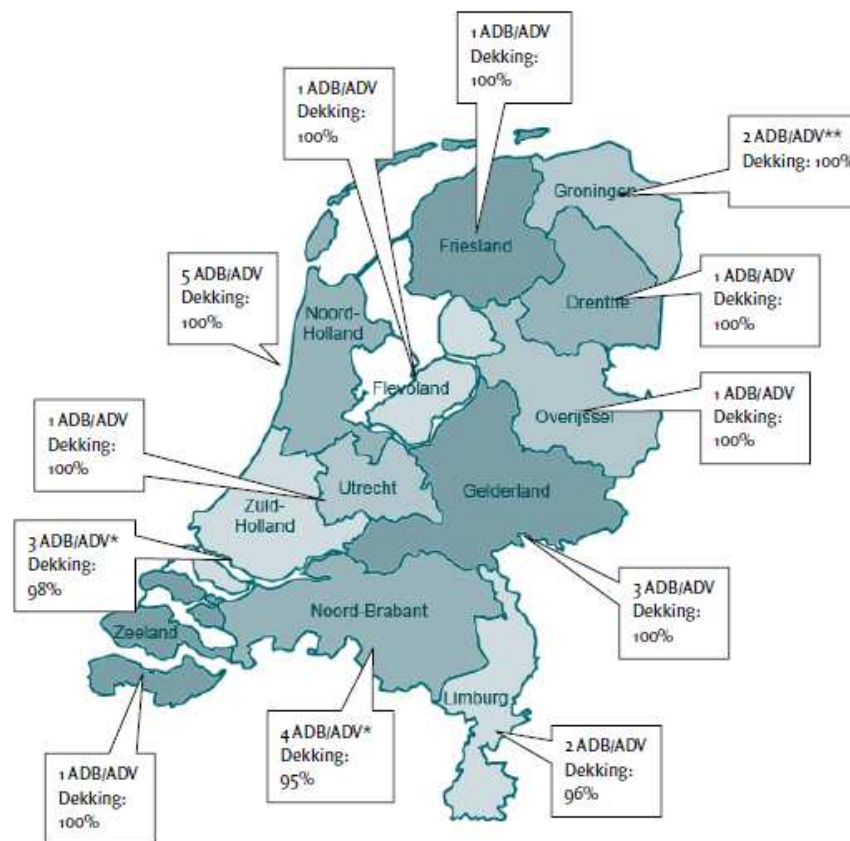 1 ADB/ADV
Dekking:
100%
1 ADB/ADV
Dekking:
100%
2 ADB/ADV**
Dekking: 100%
Groningen
Friesland
5 ADB/ADV
Dekking:
100%
1 ADB/ADV
Dekking:
100%
Drenthe
Noord-
Holland
Flevoland
1 ADB/ADV
Dekking:
100%
Overijssel
1 ADB/ADV
Dekking:
100%
Utrecht
Gelderland
Zuid-
Holland
3 ADB/ADV*
Dekking:
98%
3 ADB/ADV
Dekking:
100%
Noord-Brabant
Zeeland
Limburg
4 ADB/ADV*
Dekking:
95%
2 ADB/ADV
Dekking:
96%
1 ADB/ADV
Dekking:
100%